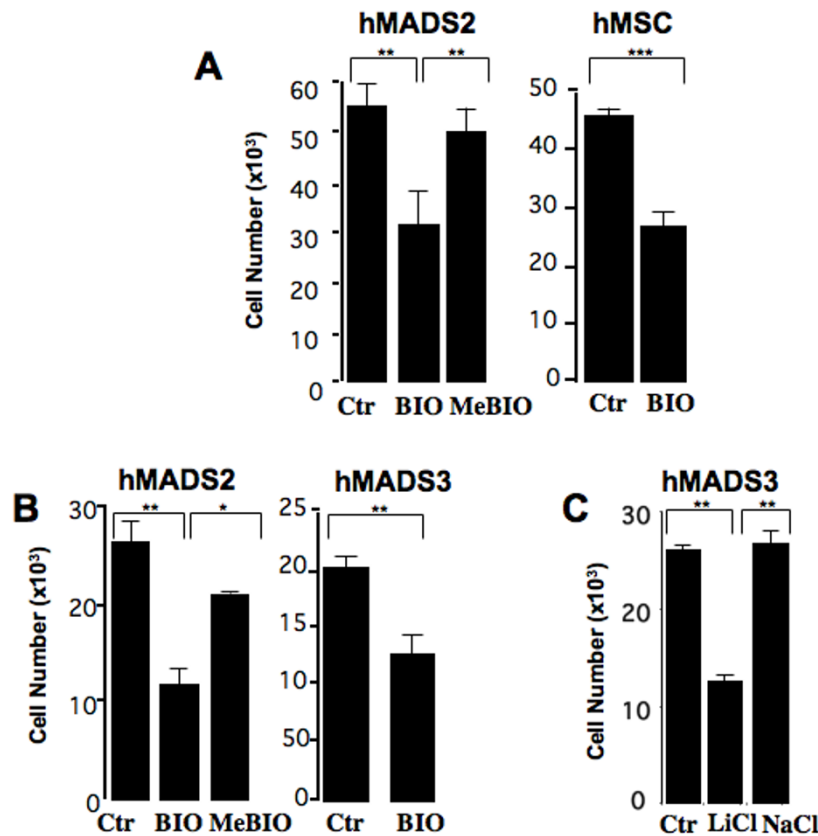 A
hMADS2
hMSC
** **
***
Cell Number (x10³)
60
50
40
30
20
10
0
Ctr BIO MeBIO
50
40
30
20
10
0
Ctr BIO
B
hMADS2
hMADS3
** *
**
Cell Number (x10³)
30
20
10
0
Ctr BIO MeBIO
25
20
15
10
50
0
Ctr BIO
C
hMADS3
** **
Cell Number (x10³)
30
20
10
0
Ctr LiCl NaCl